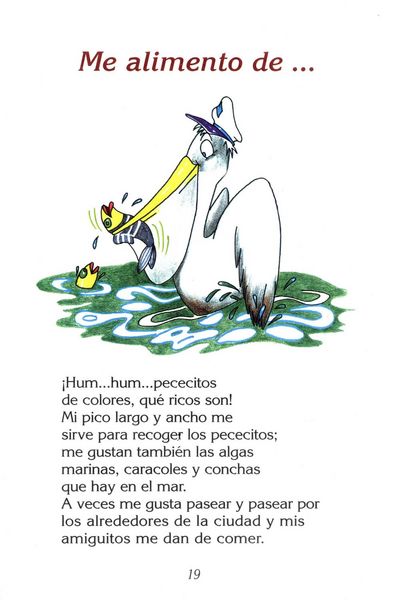 Me alimento de ...
¡Hum...hum...pececitos
de colores, qué ricos son!
Mi pico largo y ancho me
sirve para recoger los pececitos;
me gustan también las algas
marinas, caracoles y conchas
que hay en el mar.
A veces me gusta pasear y pasear por
los alrededores de la ciudad y mis
amiguitos me dan de comer.
19